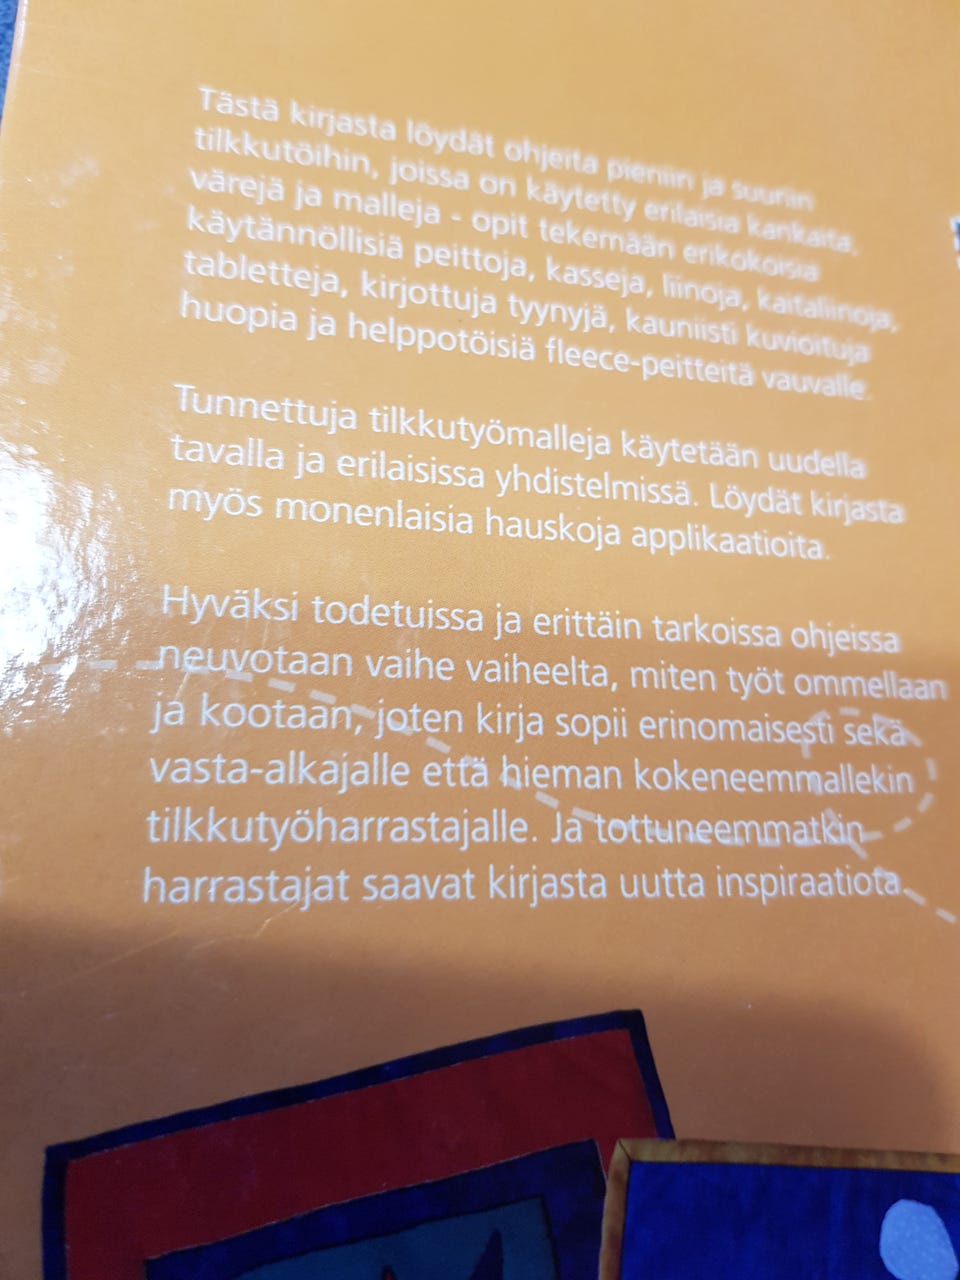 Tästä kirjasta löydät ohjeita pieniin ja suuriin
tilkkutöihin, joissa on käytetty erilaisia kankaita,
värejä ja malleja - opit tekemään erikokoisia
käytännöllisiä peittoja, kasseja, liinoja, kaitaliinoja,
tabletteja, kirjottuja tyynyjä, kauniisti kuvioituja
huopia ja helppotöisiä fleece-peitteitä vauvalle.
Tunnettuja tilkkutyömalleja käytetään uudella
tavalla ja erilaisissa yhdistelmissä. Löydät kirjasta
myös monenlaisia hauskoja applikaatioita.
Hyväksi todetuissa ja erittäin tarkoissa ohjeissa
neuvotaan vaihe vaiheelta, miten työt ommellaan
ja kootaan, joten kirja sopii erinomaisesti sekä
vasta-alkajalle että hieman kokeneemmallekin
tilkkutyöharrastajalle. Ja tottuneemmatkin
harrastajat saavat kirjasta uutta inspiraatiota.